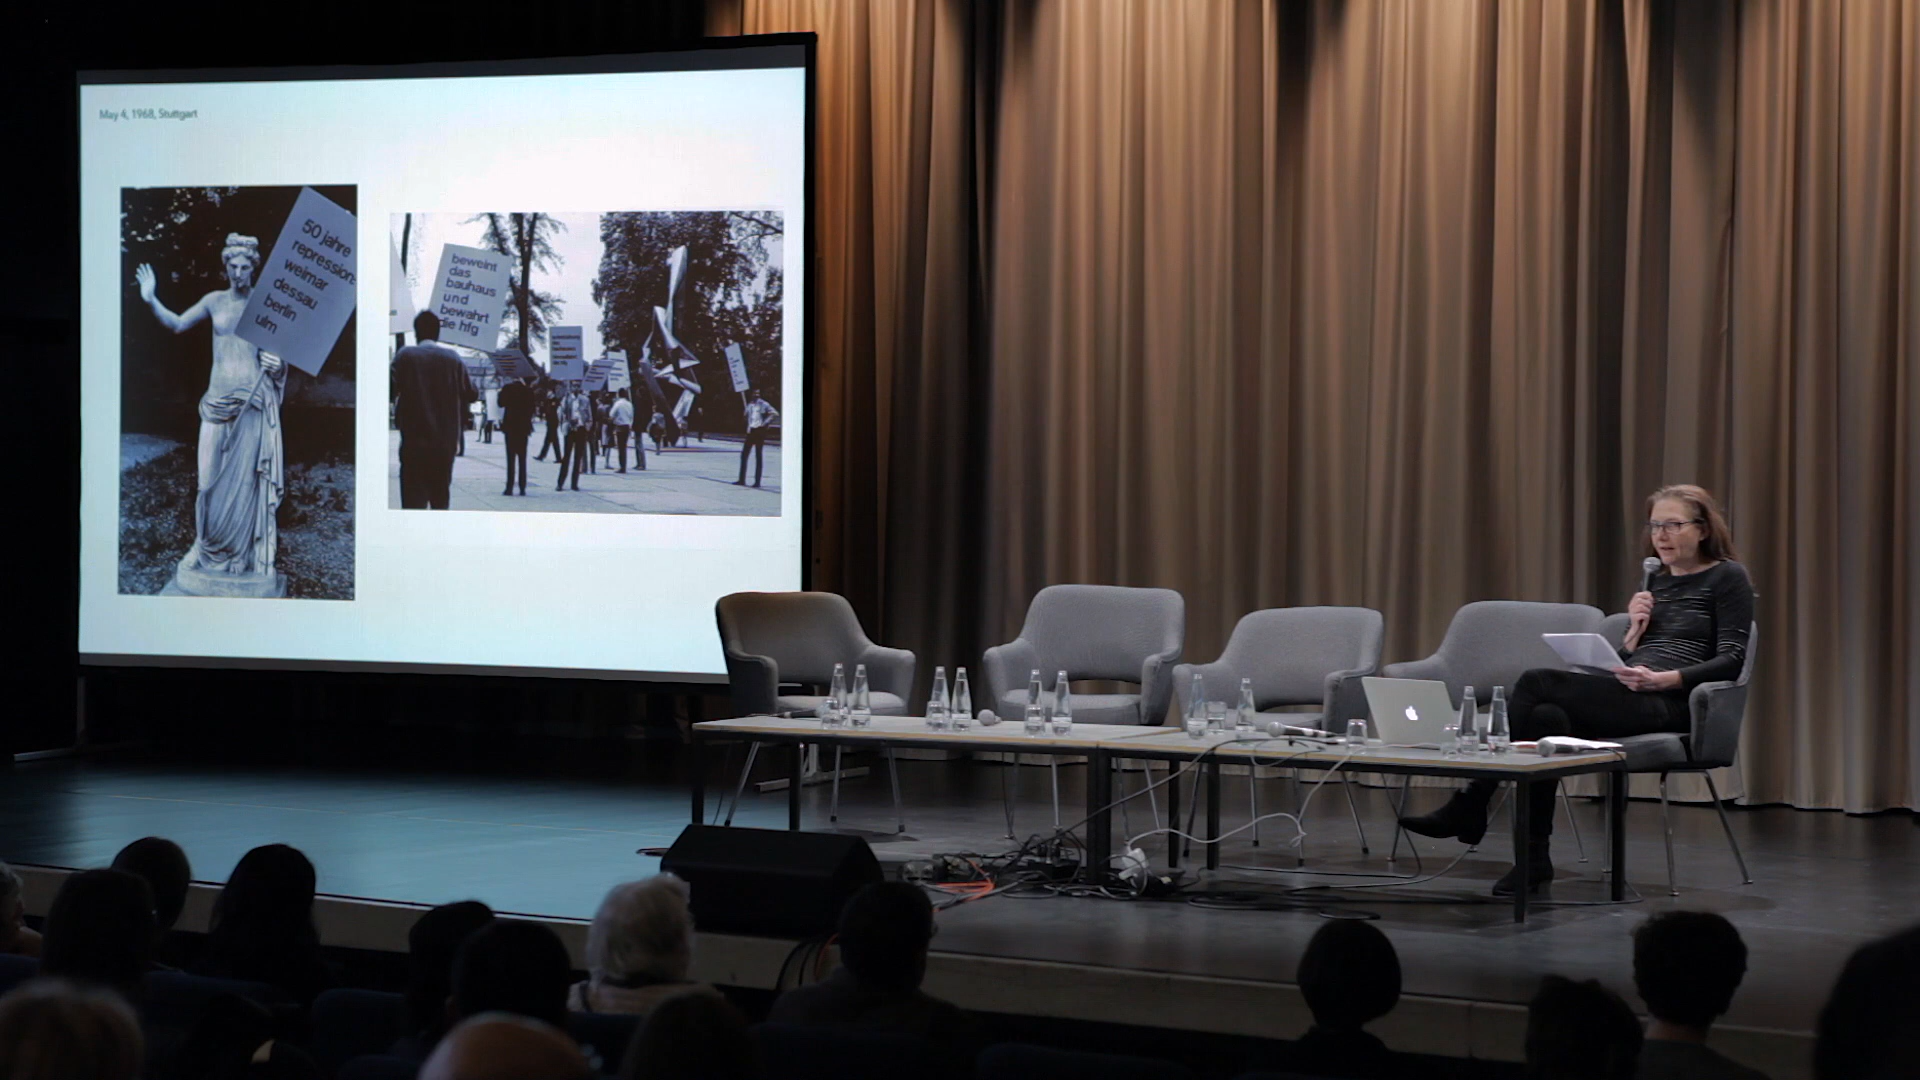 May 4, 1968, Stuttgart
50 jahre
repression:
weimar
dessau
berlin
ulm
beweint
das
bauhaus
und
bewahrt
die hfg